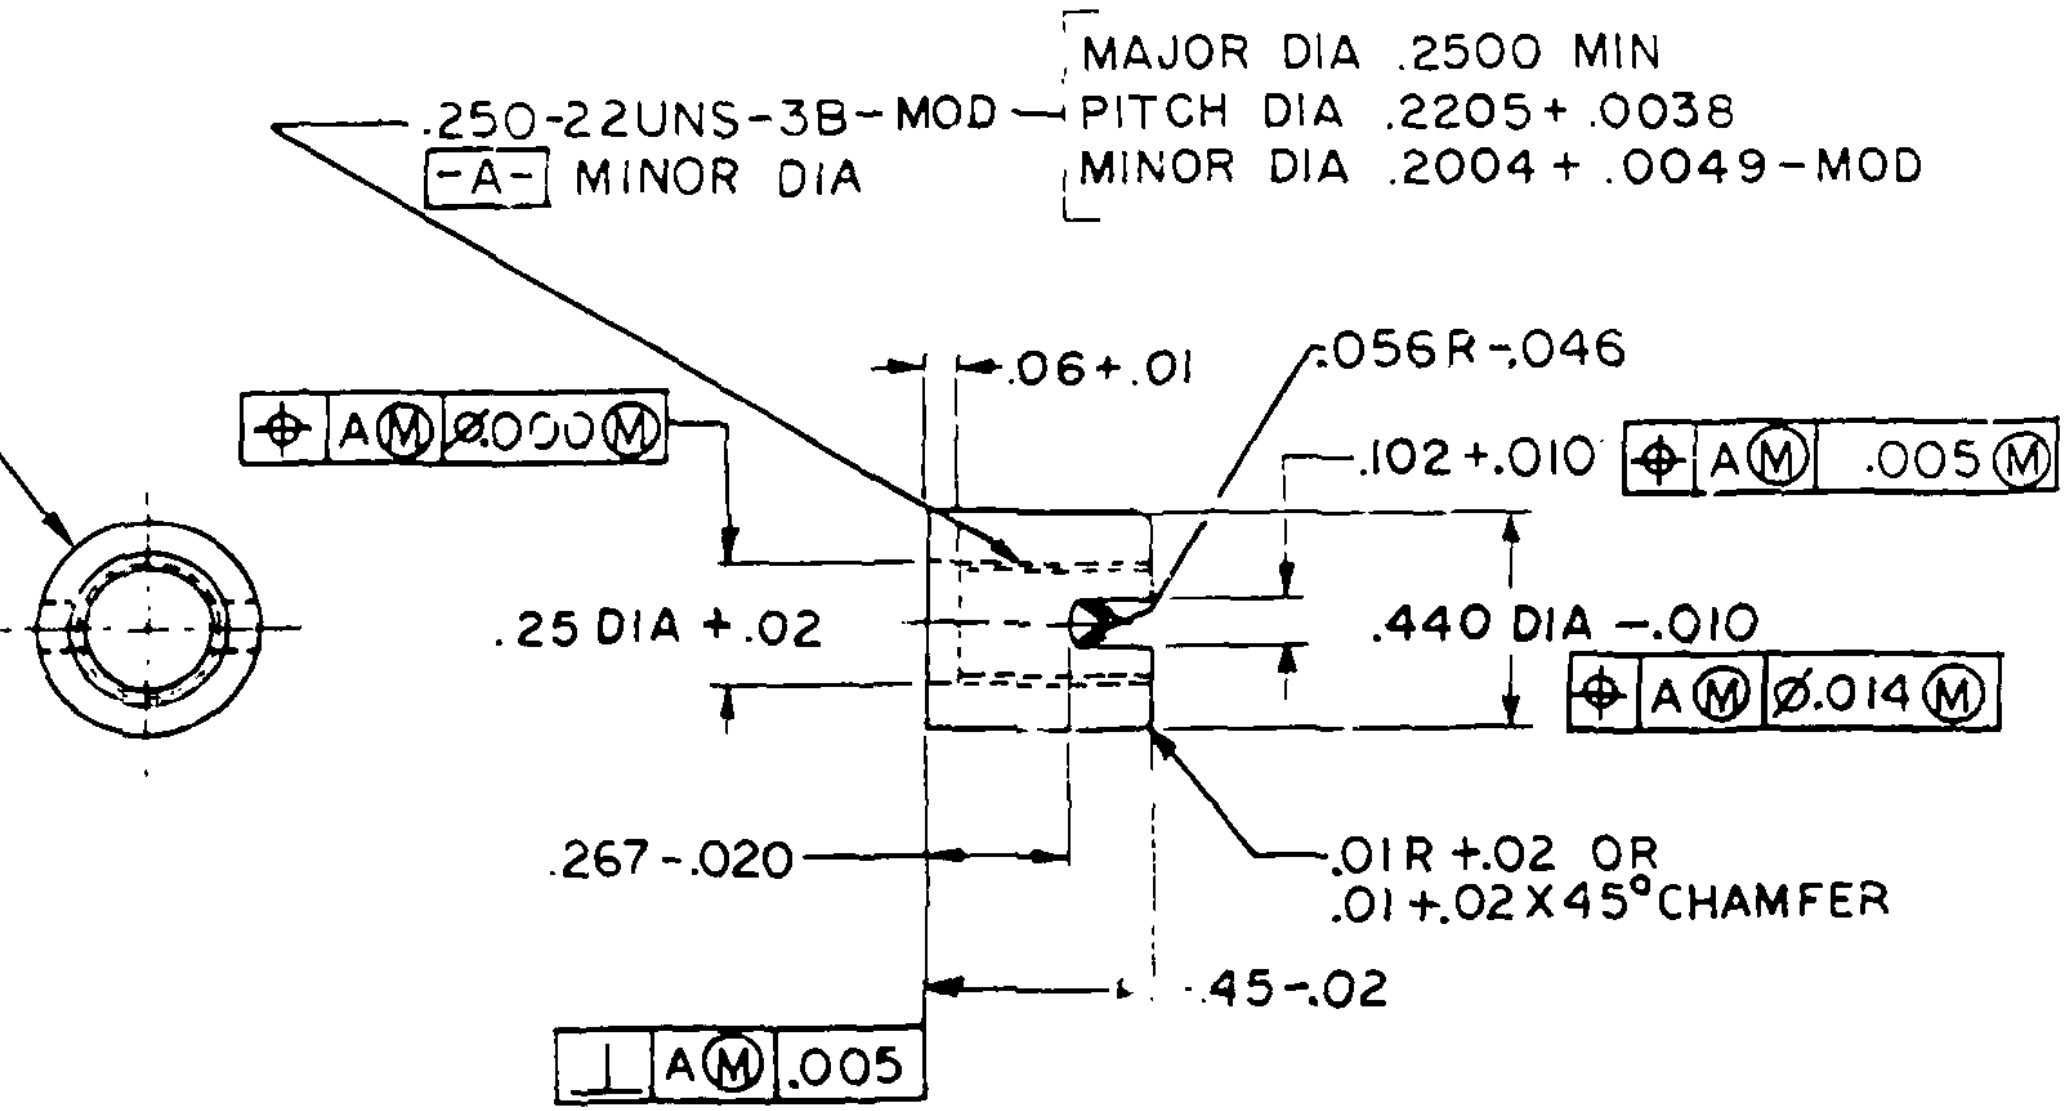 MAJOR DIA .2500 MIN
.250-22UNS-3B-MOD
PITCH DIA .2205+.0038
-A- MINOR DIA
MINOR DIA .2004+.0049-MOD
.06+.01
.056R-.046
⌖ A Ⓜ ⌀.000 Ⓜ
.102+.010 ⌖ A Ⓜ .005 Ⓜ
.25 DIA +.02
.440 DIA -.010
⌖ A Ⓜ ⌀.014 Ⓜ
.267-.020
.01R+.02 OR
.01+.02X45° CHAMFER
.45-.02
⊥ A Ⓜ .005